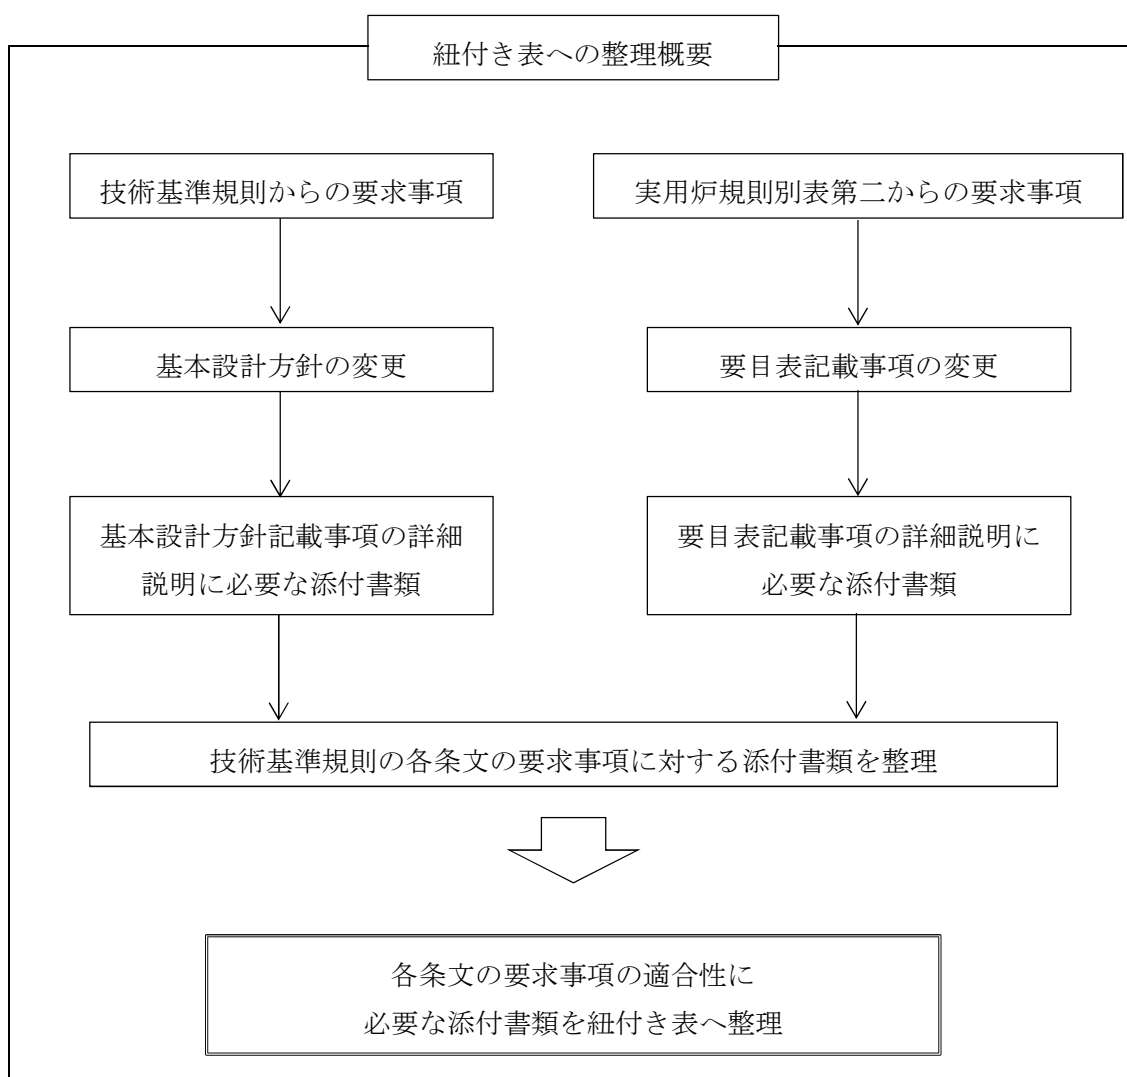 紐付き表への整理概要
技術基準規則からの要求事項
実用炉規則別表第二からの要求事項
基本設計方針の変更
要目表記載事項の変更
基本設計方針記載事項の詳細
説明に必要な添付書類
要目表記載事項の詳細説明に
必要な添付書類
技術基準規則の各条文の要求事項に対する添付書類を整理
各条文の要求事項の適合性に
必要な添付書類を紐付き表へ整理